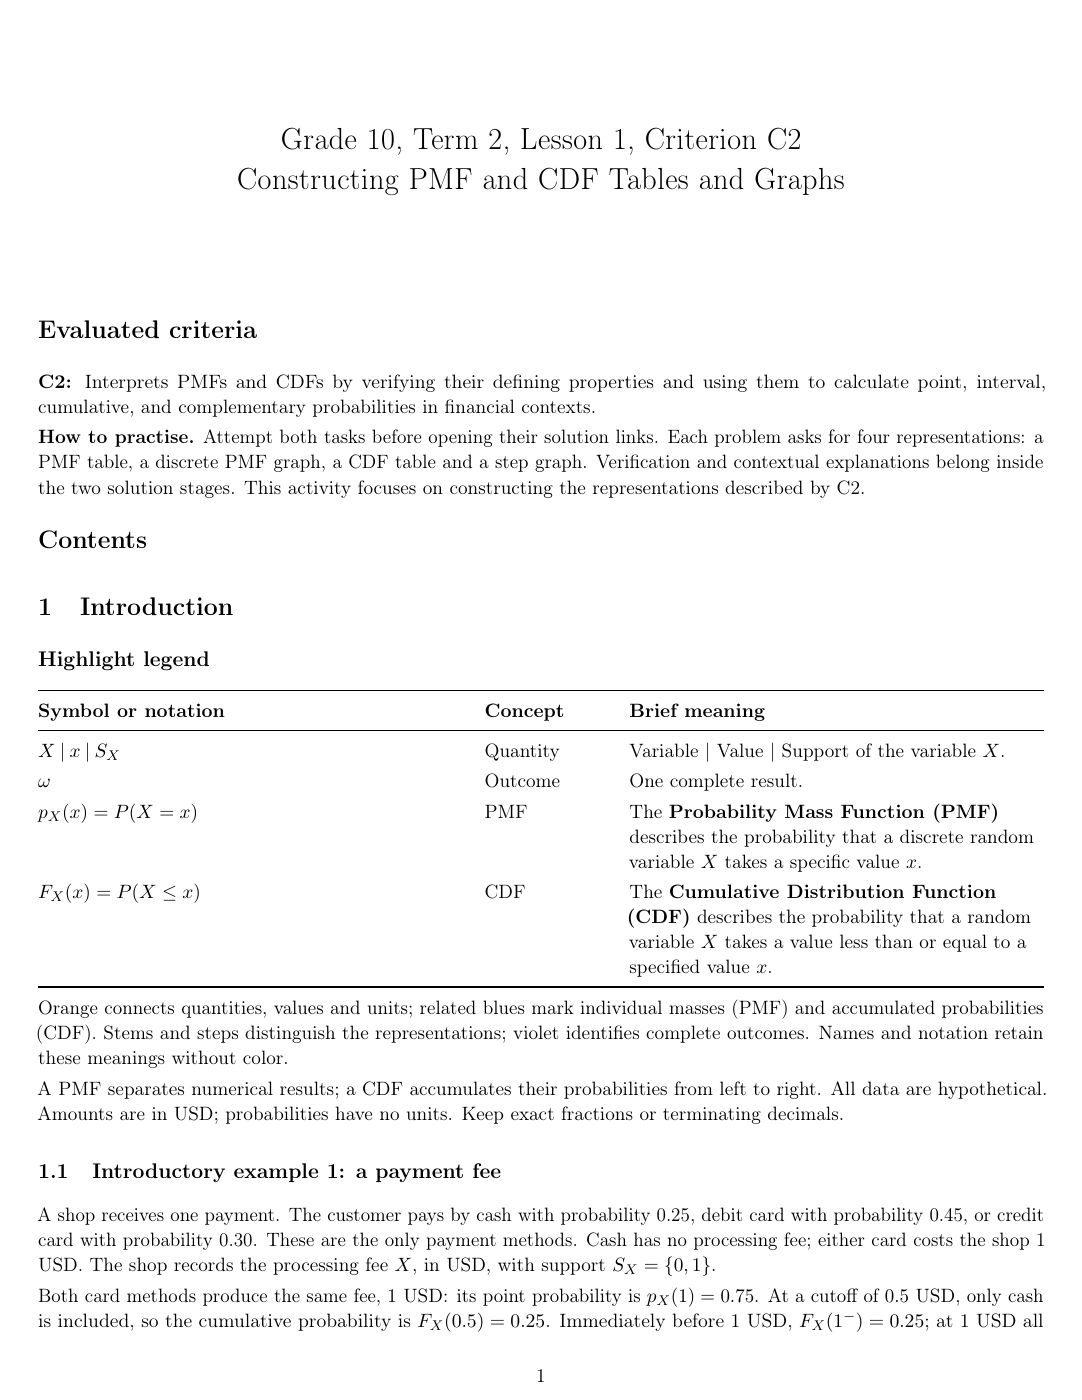 Grade 10, Term 2, Lesson 1, Criterion C2
Constructing PMF and CDF Tables and Graphs
Evaluated criteria
C2: Interprets PMFs and CDFs by verifying their defining properties and using them to calculate point, interval,
cumulative, and complementary probabilities in financial contexts.
How to practise. Attempt both tasks before opening their solution links. Each problem asks for four representations: a
PMF table, a discrete PMF graph, a CDF table and a step graph. Verification and contextual explanations belong inside
the two solution stages. This activity focuses on constructing the representations described by C2.
Contents
1 Introduction
Highlight legend
Symbol or notation Concept Brief meaning
X | x | S_X Quantity Variable | Value | Support of the variable X.
ω Outcome One complete result.
p_X(x) = P(X = x) PMF The Probability Mass Function (PMF)
describes the probability that a discrete random
variable X takes a specific value x.
F_X(x) = P(X ≤ x) CDF The Cumulative Distribution Function
(CDF) describes the probability that a random
variable X takes a value less than or equal to a
specified value x.
Orange connects quantities, values and units; related blues mark individual masses (PMF) and accumulated probabilities
(CDF). Stems and steps distinguish the representations; violet identifies complete outcomes. Names and notation retain
these meanings without color.
A PMF separates numerical results; a CDF accumulates their probabilities from left to right. All data are hypothetical.
Amounts are in USD; probabilities have no units. Keep exact fractions or terminating decimals.
1.1 Introductory example 1: a payment fee
A shop receives one payment. The customer pays by cash with probability 0.25, debit card with probability 0.45, or credit
card with probability 0.30. These are the only payment methods. Cash has no processing fee; either card costs the shop 1
USD. The shop records the processing fee X, in USD, with support S_X = {0, 1}.
Both card methods produce the same fee, 1 USD: its point probability is p_X(1) = 0.75. At a cutoff of 0.5 USD, only cash
is included, so the cumulative probability is F_X(0.5) = 0.25. Immediately before 1 USD, F_X(1⁻) = 0.25; at 1 USD all
1